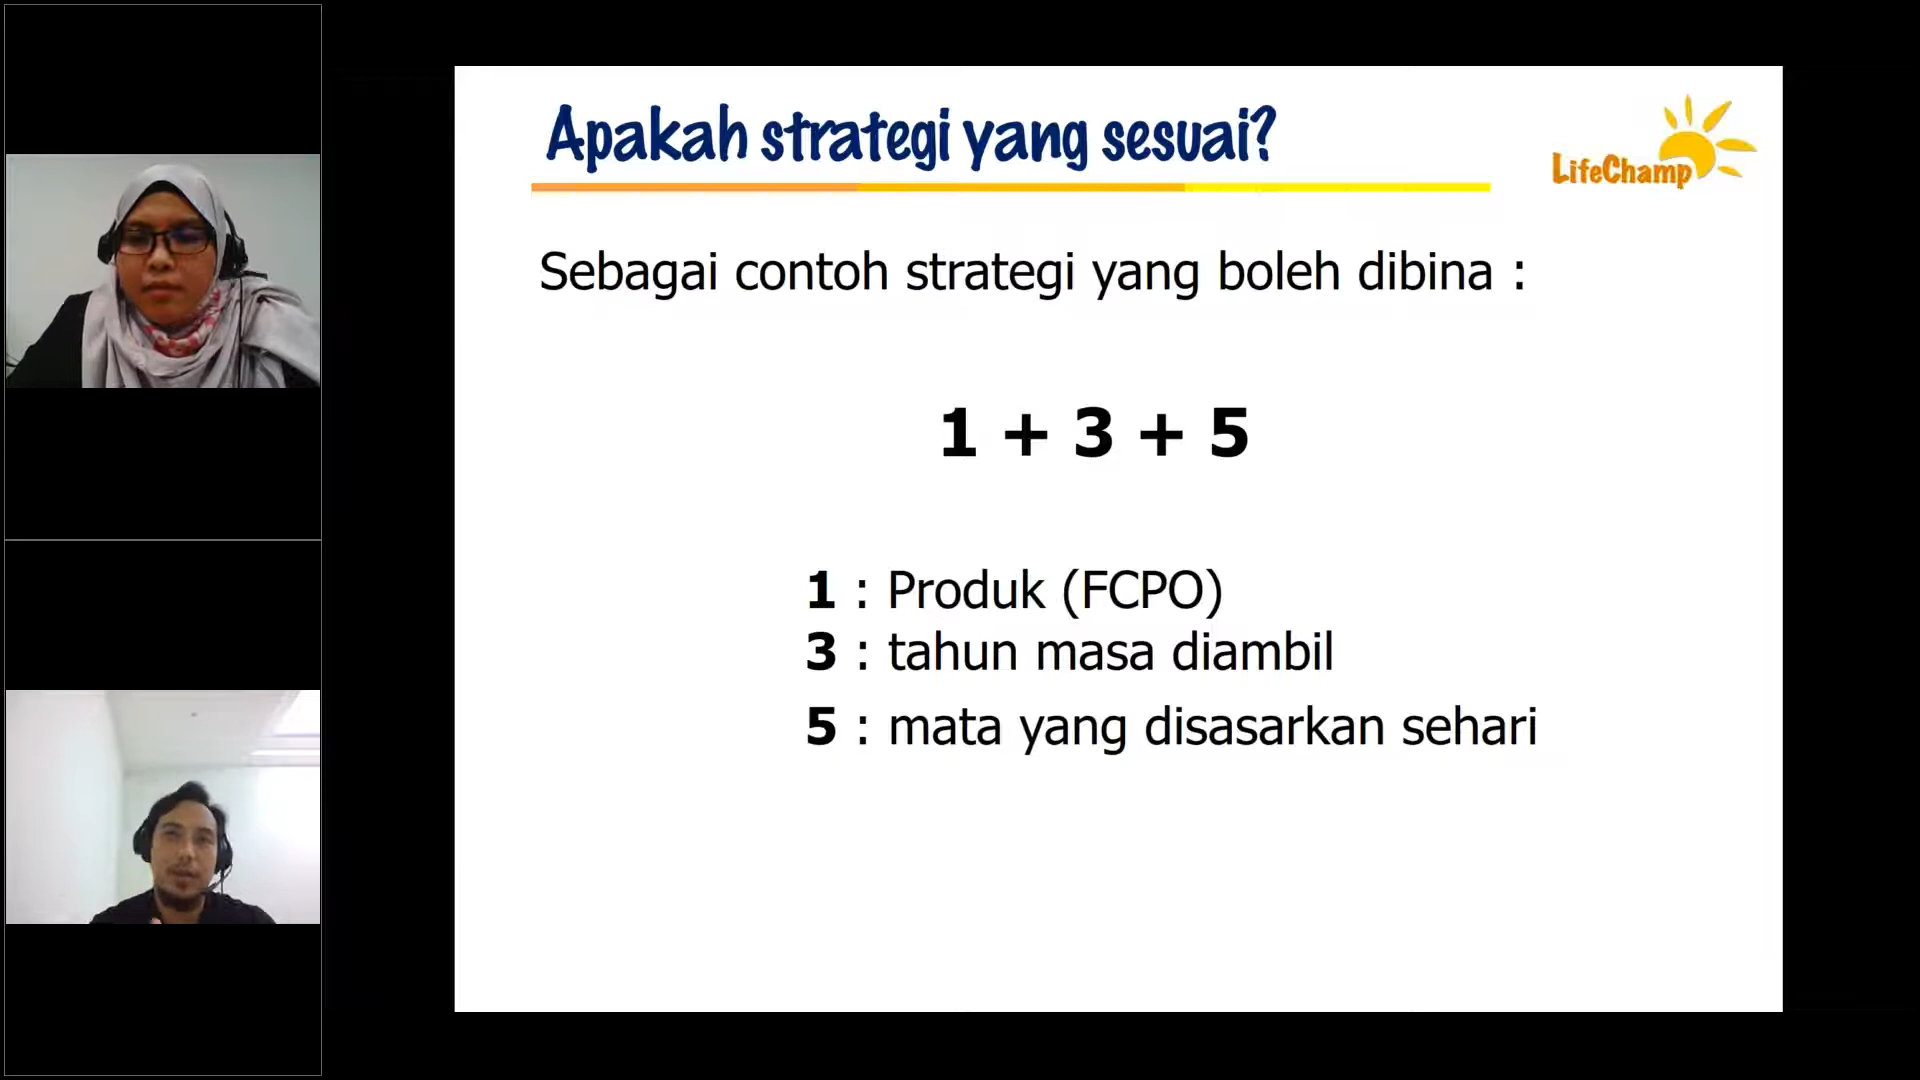 Apakah strategi yang sesuai?
LifeChamp
Sebagai contoh strategi yang boleh dibina :
1 + 3 + 5
1 : Produk (FCPO)
3 : tahun masa diambil
5 : mata yang disasarkan sehari